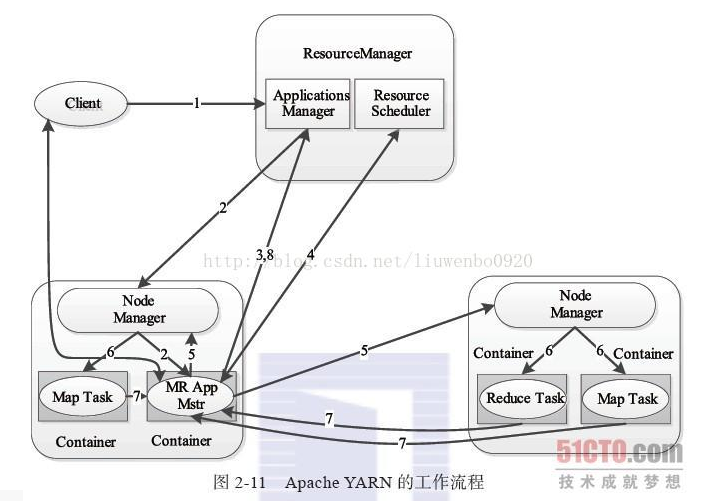 ResourceManager
Client
1
Applications
Manager
Resource
Scheduler
2
3,8
4
http://blog.csdn.net/liuwenbo0920
Node
Manager
6
2
5
Map Task
7
MR App
Mstr
Container
Container
5
Node
Manager
Container
6
6
Container
Reduce Task
Map Task
7
7
51CTO.com
技术成就梦想
图 2-11 Apache YARN 的工作流程